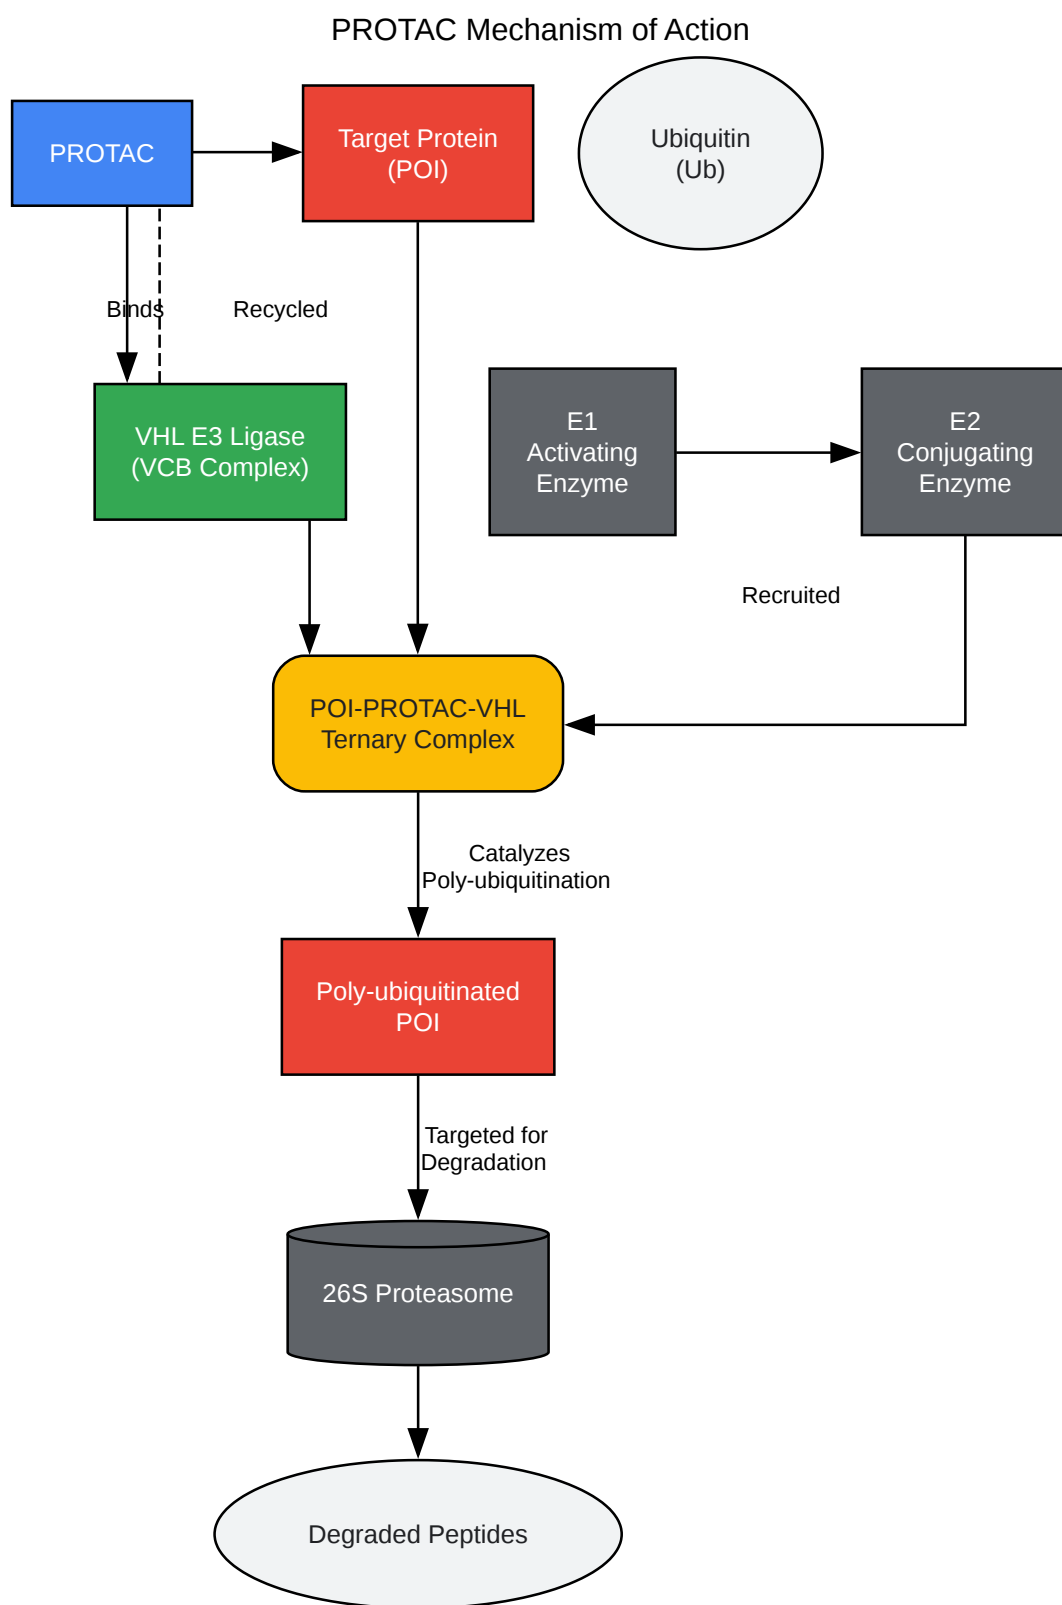 PROTAC Mechanism of Action
PROTAC
Target Protein
(POI)
Ubiquitin
(Ub)
Binds
Recycled
VHL E3 Ligase
(VCB Complex)
E1
Activating
Enzyme
E2
Conjugating
Enzyme
Recruited
POI-PROTAC-VHL
Ternary Complex
Catalyzes
Poly-ubiquitination
Poly-ubiquitinated
POI
Targeted for
Degradation
26S Proteasome
Degraded Peptides